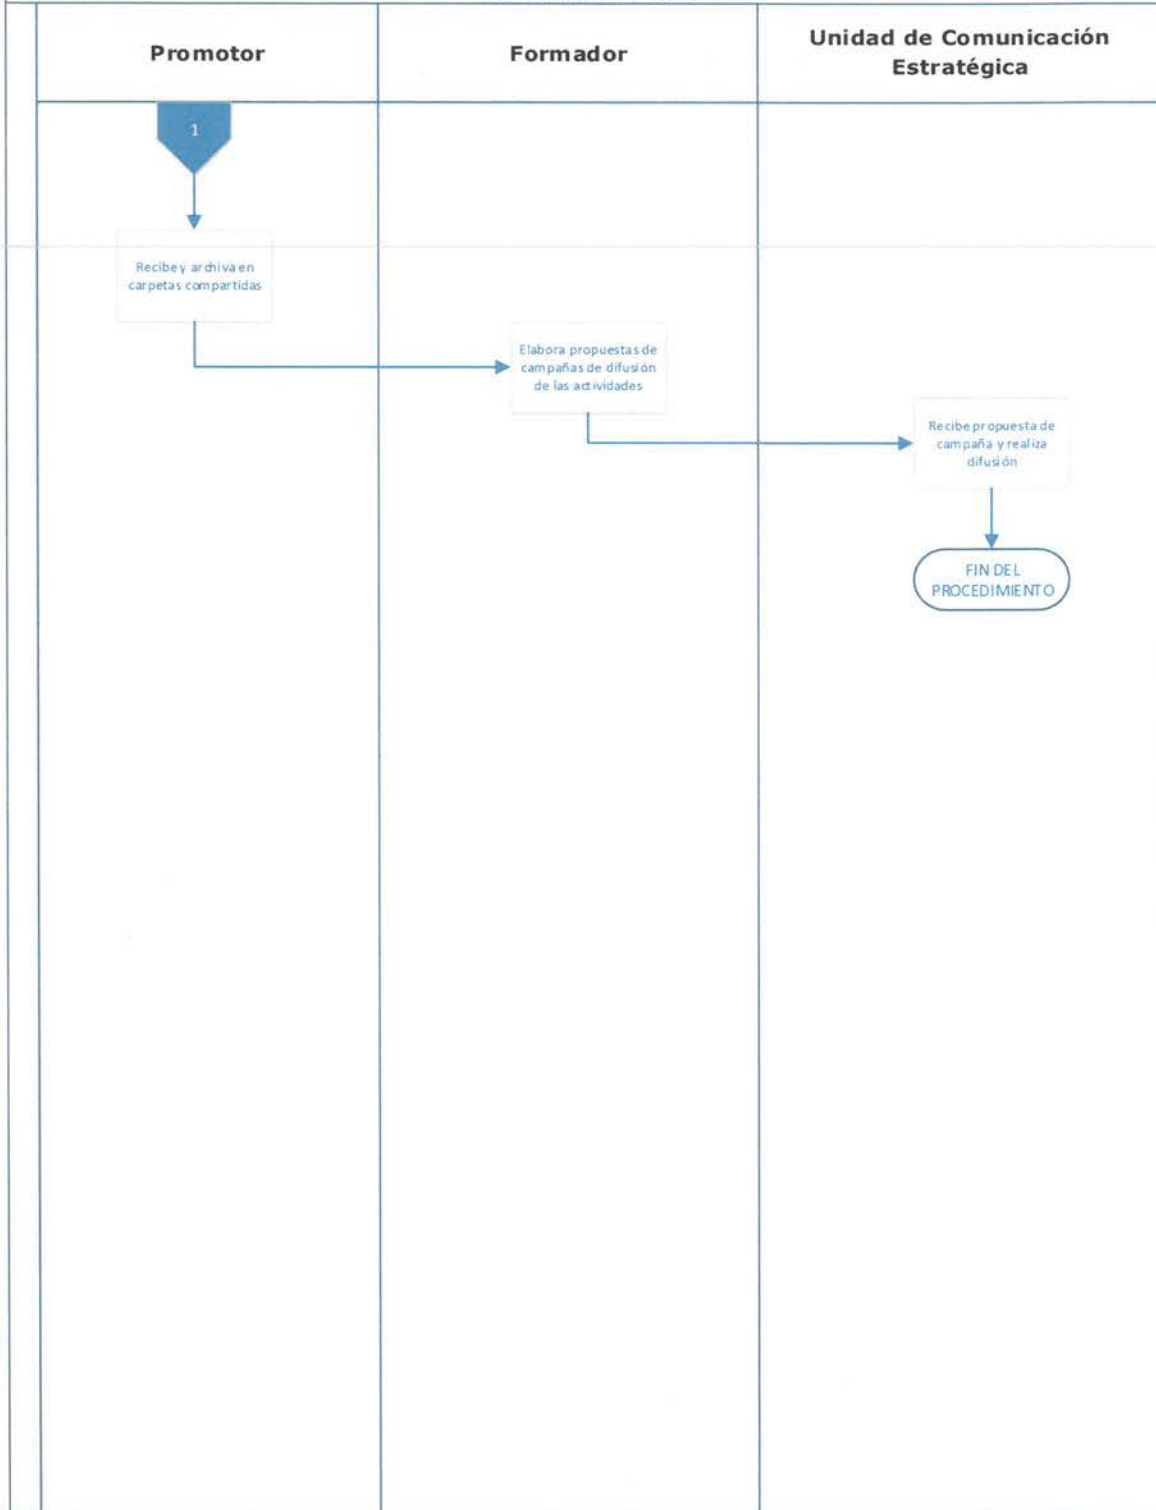 Promotor
Formador
Unidad de Comunicación
Estratégica
1
Recibe y archiva en
carpetas compartidas
Elabora propuestas de
campañas de difusión
de las actividades
Recibe propuesta de
campaña y realiza
difusión
FIN DEL
PROCEDIMIENTO